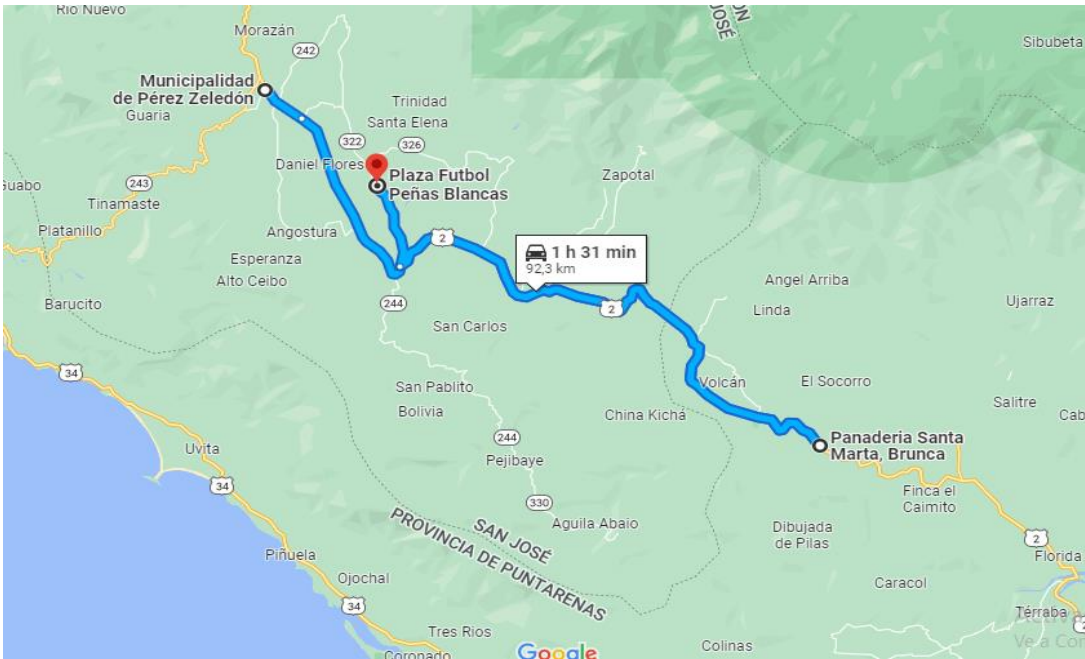 Río Nuevo
Morazán
242
JOSÉ
Sibubeta
Municipalidad
de Pérez Zeledón
Guaria
Trinidad
Santa Elena
322
326
Daniel Flores
Plaza Futbol
Peñas Blancas
Zapotal
243
Tinamaste
Platanillo
Angostura
2
1 h 31 min
92,3 km
Esperanza
Alto Ceibo
Angel Arriba
Barucito
244
2
Linda
Ujarraz
San Carlos
34
San Pablito
Bolivia
China Kichá
Volcán
El Socorro
Salitre
Uvita
244
Pejibaye
Panaderia Santa
Marta, Brunca
34
330
Finca el
Caimito
Aguila Abajo
Dibujada
de Pilas
SAN JOSÉ
PROVINCIA DE PUNTARENAS
2
Florida
Piñuela
Ojochal
Caracol
34
Térraba
Tres Rios
Colinas
Coronado
Google